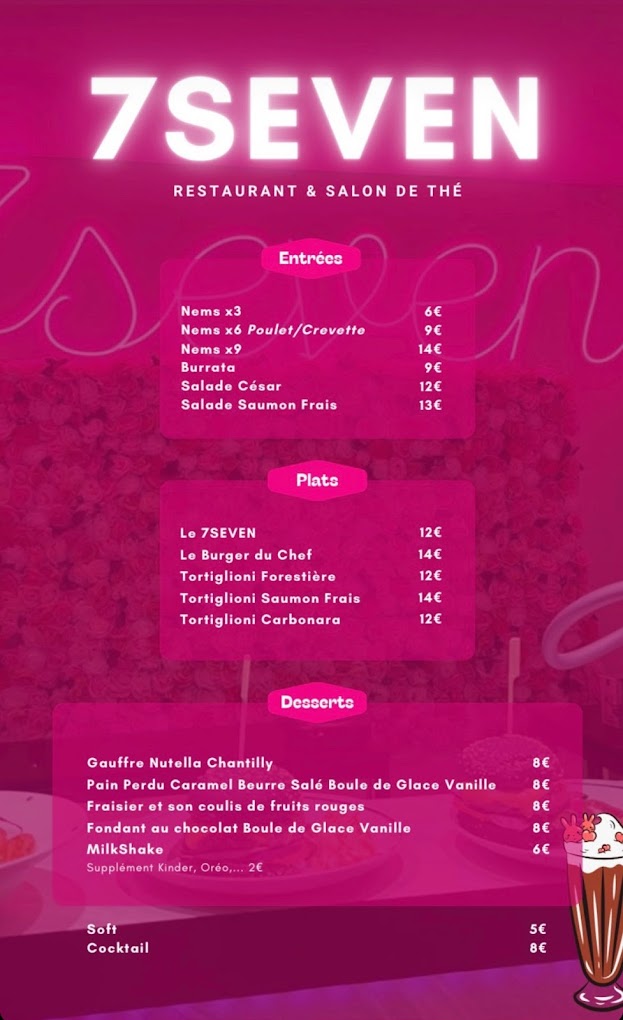 7SEVEN
RESTAURANT & SALON DE THÉ
7seven
Entrées
Nems x3 6€
Nems x6 Poulet/Crevette 9€
Nems x9 14€
Burrata 9€
Salade César 12€
Salade Saumon Frais 13€
Plats
Le 7SEVEN 12€
Le Burger du Chef 14€
Tortiglioni Forestière 12€
Tortiglioni Saumon Frais 14€
Tortiglioni Carbonara 12€
Desserts
Gauffre Nutella Chantilly 8€
Pain Perdu Caramel Beurre Salé Boule de Glace Vanille 8€
Fraisier et son coulis de fruits rouges 8€
Fondant au chocolat Boule de Glace Vanille 8€
MilkShake 6€
Supplément Kinder, Oréo,... 2€
Soft 5€
Cocktail 8€